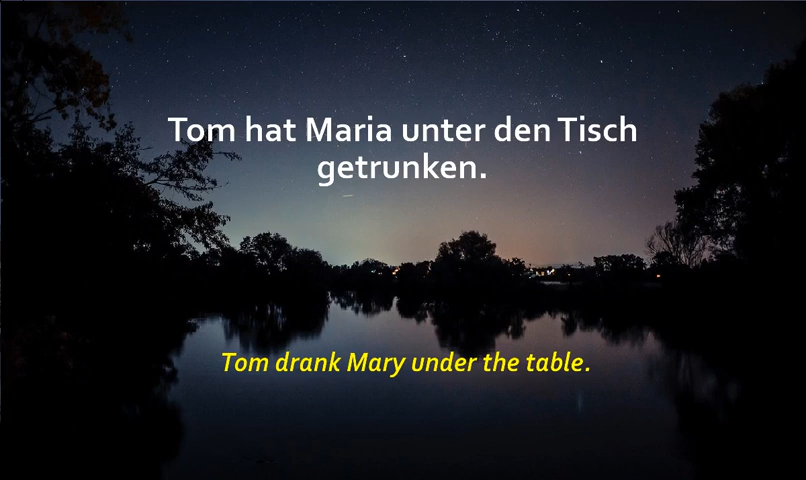 Tom hat Maria unter den Tisch
getrunken.
Tom drank Mary under the table.